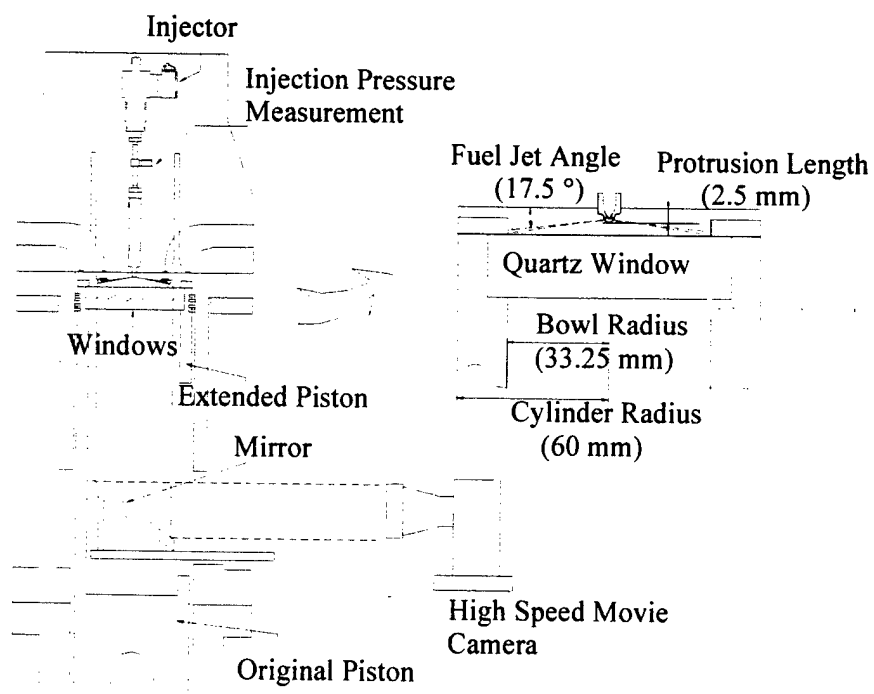 Injector
Injection Pressure
Measurement
Fuel Jet Angle
(17.5 °)
Protrusion Length
(2.5 mm)
Quartz Window
Windows
Bowl Radius
(33.25 mm)
Extended Piston
Cylinder Radius
(60 mm)
Mirror
High Speed Movie
Camera
Original Piston